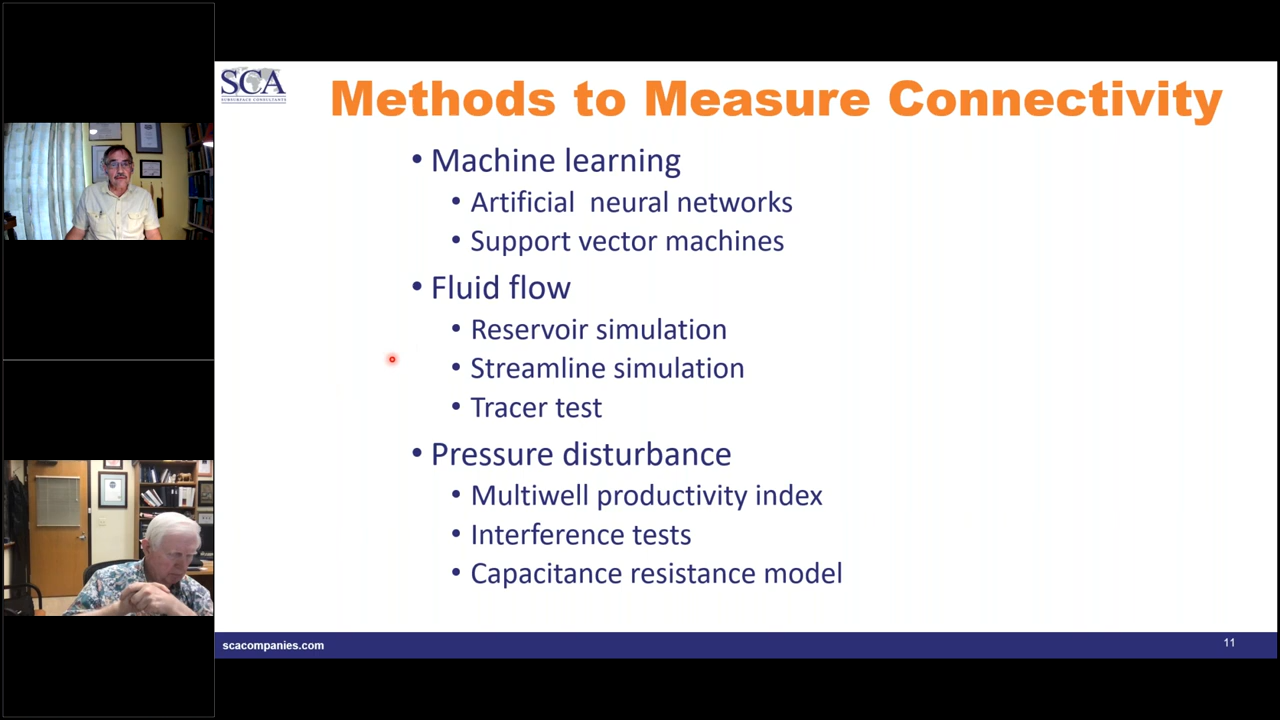 SCA
SUBSURFACE CONSULTANTS
Methods to Measure Connectivity
• Machine learning
• Artificial neural networks
• Support vector machines
• Fluid flow
• Reservoir simulation
• Streamline simulation
• Tracer test
• Pressure disturbance
• Multiwell productivity index
• Interference tests
• Capacitance resistance model
scacompanies.com
11